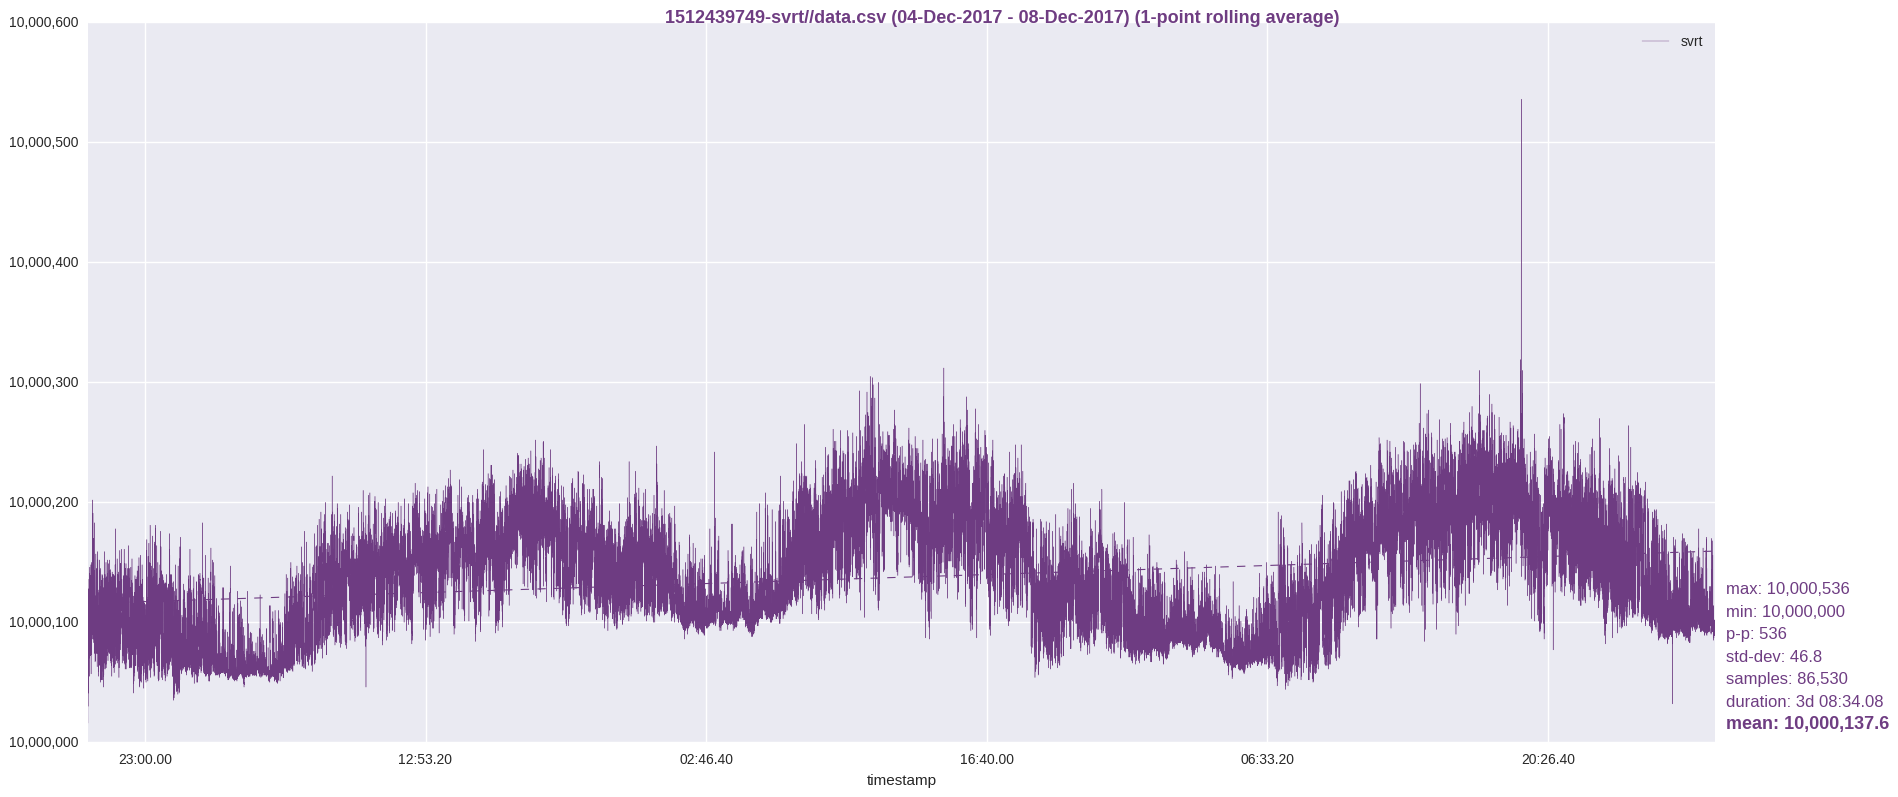 1512439749-svrt//data.csv (04-Dec-2017 - 08-Dec-2017) (1-point rolling average)
svrt
10,000,600
10,000,500
10,000,400
10,000,300
10,000,200
10,000,100
10,000,000
max: 10,000,536
min: 10,000,000
p-p: 536
std-dev: 46.8
samples: 86,530
duration: 3d 08:34.08
mean: 10,000,137.6
23:00.00 12:53.20 02:46.40 16:40.00 06:33.20 20:26.40
timestamp